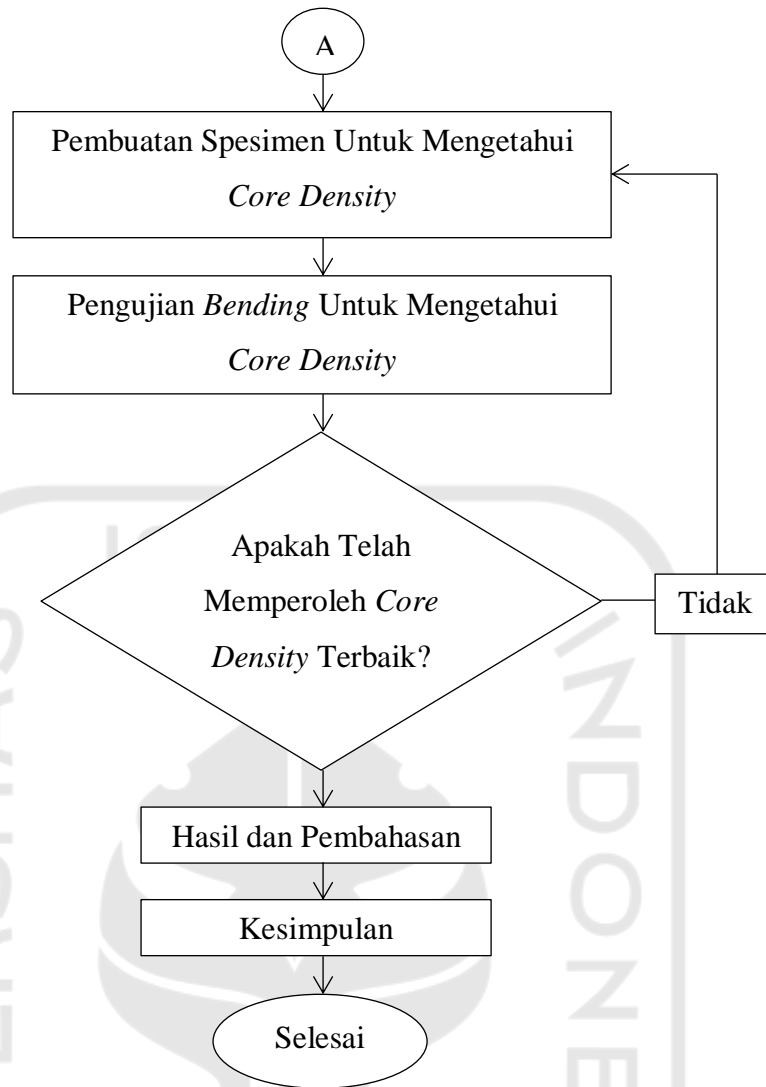 A
Pembuatan Spesimen Untuk Mengetahui
Core Density
Pengujian Bending Untuk Mengetahui
Core Density
Apakah Telah
Memperoleh Core
Density Terbaik?
Tidak
Hasil dan Pembahasan
Kesimpulan
Selesai